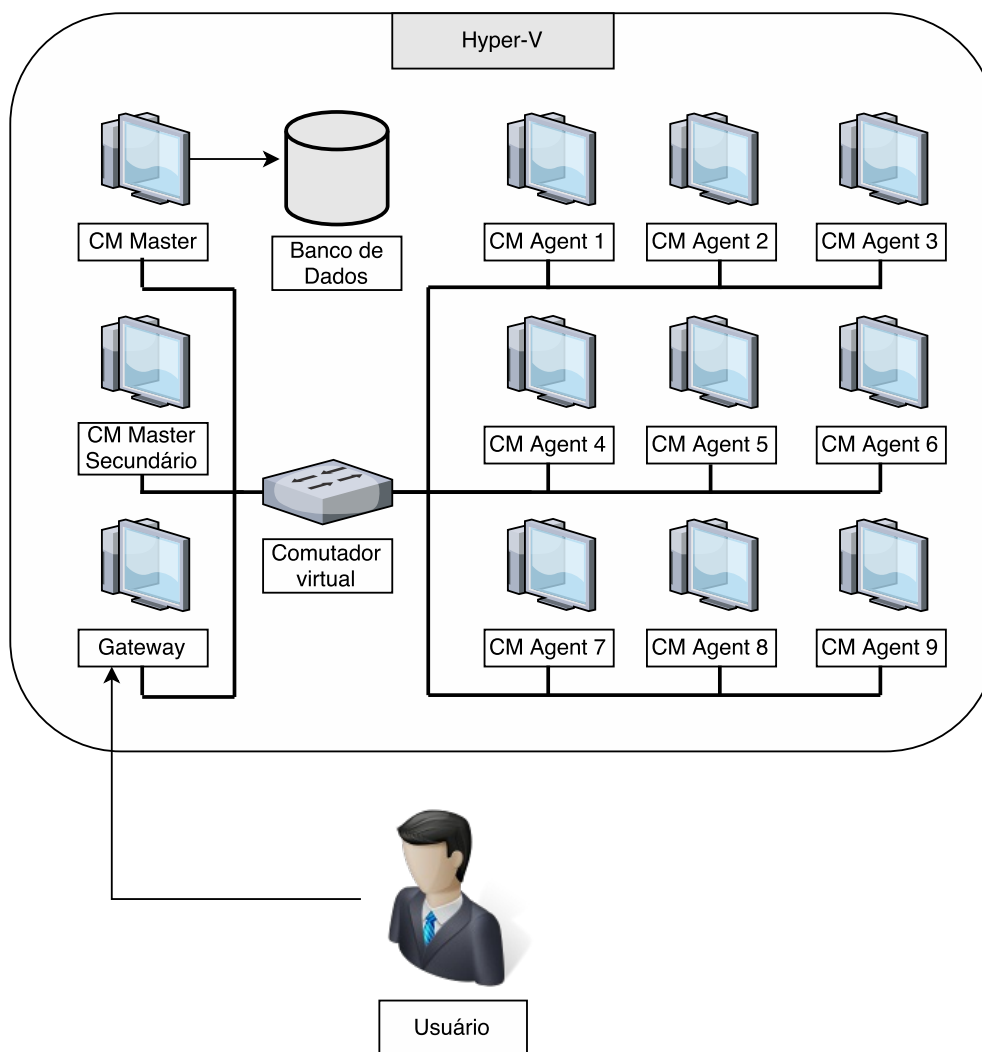 Hyper-V
CM Master
Banco de
Dados
CM Agent 1
CM Agent 2
CM Agent 3
CM Master
Secundário
CM Agent 4
CM Agent 5
CM Agent 6
Comutador
virtual
Gateway
CM Agent 7
CM Agent 8
CM Agent 9
Usuário